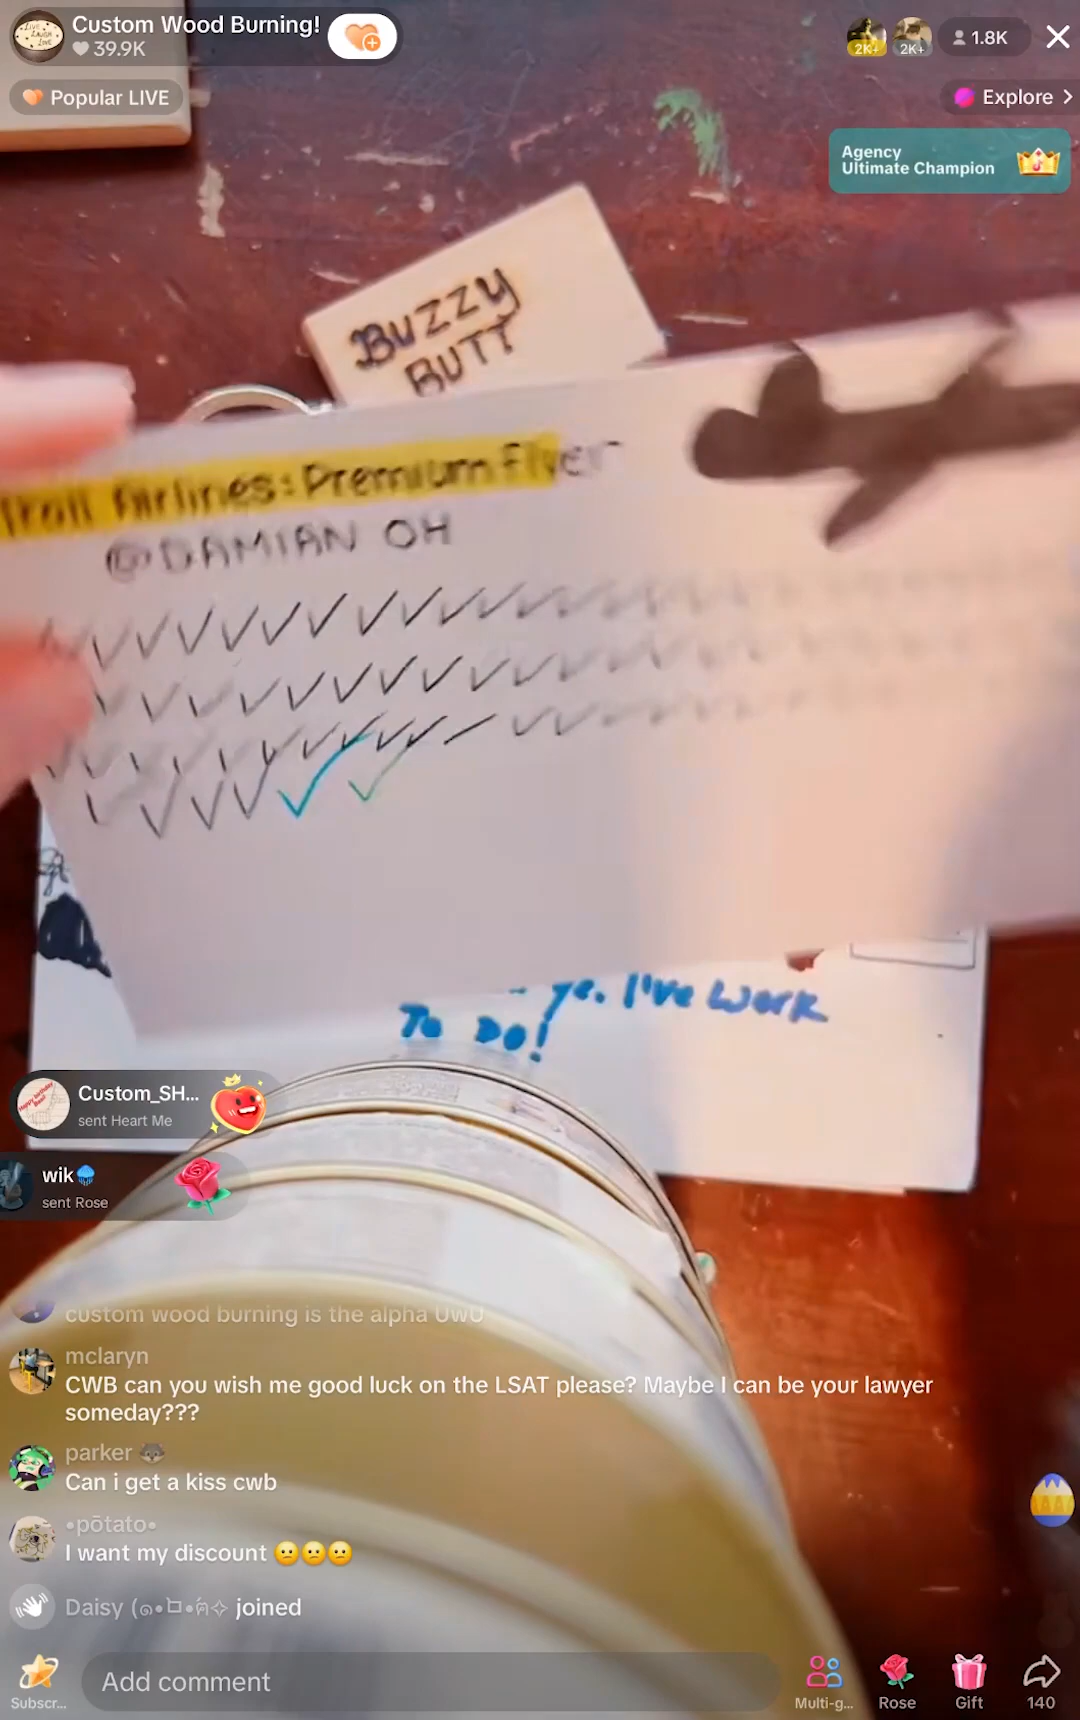 Custom Wood Burning!
39.9K
2K+
2K+
1.8K
Popular LIVE
Explore
Agency
Ultimate Champion
BUZZY
BUTT
Airlines: Premium Flyer
@DAMIAN OH
ye. I've work
To Do!
Custom_SH...
sent Heart Me
wik
sent Rose
custom wood burning is the alpha UwU
mclaryn
CWB can you wish me good luck on the LSAT please? Maybe I can be your lawyer
someday???
parker 🦝
Can i get a kiss cwb
•pōtato•
I want my discount 😕😕😕
Daisy joined
Subscr...
Add comment
Multi-g...
Rose
Gift
140